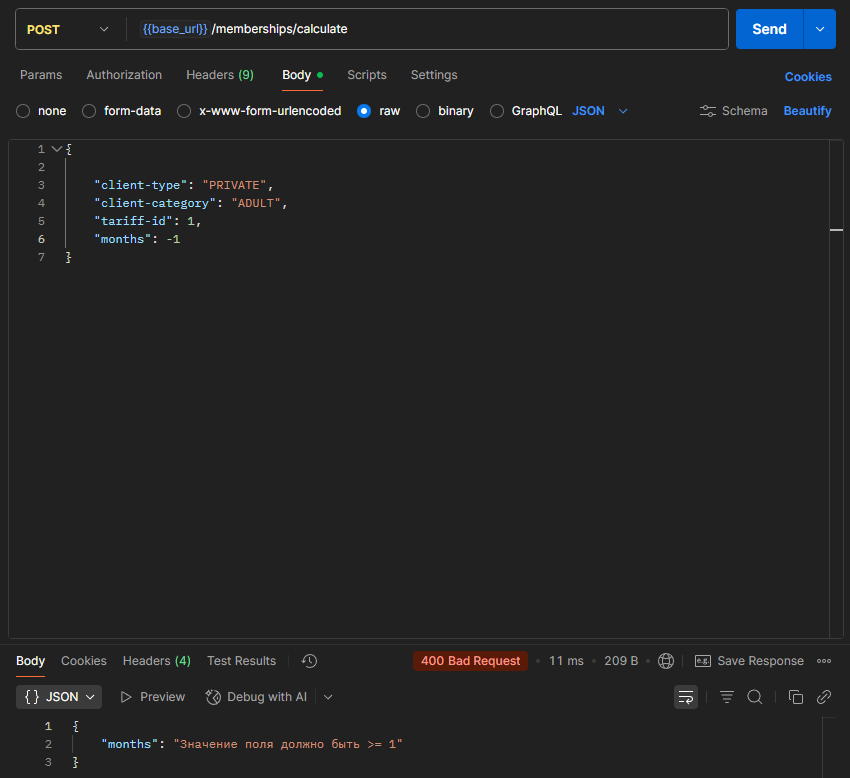 POST {{base_url}} /memberships/calculate Send
Params Authorization Headers (9) Body Scripts Settings Cookies
none form-data x-www-form-urlencoded raw binary GraphQL JSON Schema Beautify
1 {
2
3 "client-type": "PRIVATE",
4 "client-category": "ADULT",
5 "tariff-id": 1,
6 "months": -1
7 }
Body Cookies Headers (4) Test Results 400 Bad Request • 11 ms • 209 B e.g. Save Response
{} JSON Preview Debug with AI
1 {
2 "months": "Значение поля должно быть >= 1"
3 }